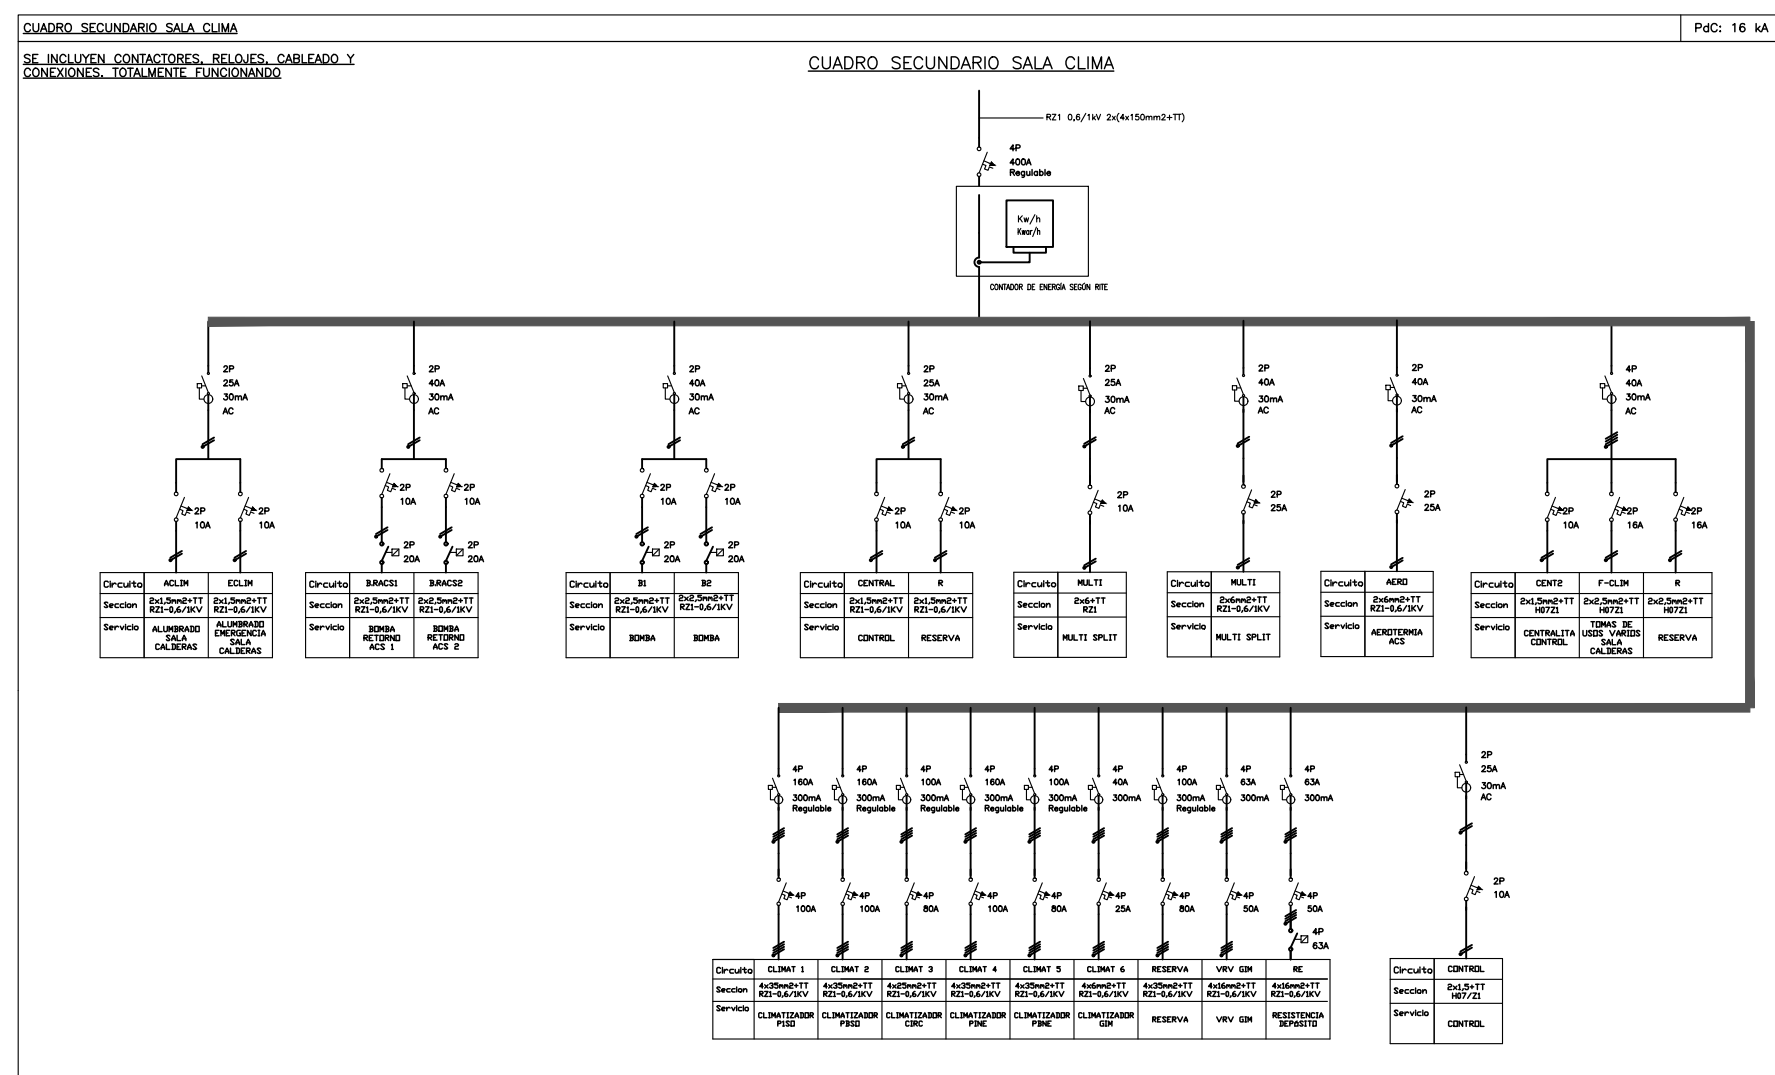 CUADRO SECUNDARIO SALA CLIMA
PdC: 16 kA
SE INCLUYEN CONTACTORES, RELOJES, CABLEADO Y
CONEXIONES. TOTALMENTE FUNCIONANDO
CUADRO SECUNDARIO SALA CLIMA
RZ1 0,6/1kV 2x(4x150mm2+TT)
4P
400A
Regulable
Kw/h
Kwar/h
CONTADOR DE ENERGÍA SEGÚN RITE
2P
25A
30mA
AC
2P
40A
30mA
AC
2P
40A
30mA
AC
2P
25A
30mA
AC
2P
25A
30mA
AC
2P
40A
30mA
AC
2P
40A
30mA
AC
4P
40A
30mA
AC
2P
10A
2P
10A
2P
10A
2P
10A
2P
20A
2P
20A
2P
10A
2P
10A
2P
20A
2P
20A
2P
10A
2P
10A
2P
10A
2P
25A
2P
25A
2P
10A
2P
16A
2P
16A
Circuito ACLIM ECLIM
Seccion 2x1,5mm2+TT 2x1,5mm2+TT
RZ1-0,6/1KV RZ1-0,6/1KV
Servicio ALUMBRADO SALA CALDERAS ALUMBRADO EMERGENCIA SALA CALDERAS
Circuito B.RACS1 B.RACS2
Seccion 2x2,5mm2+TT 2x2,5mm2+TT
RZ1-0,6/1KV RZ1-0,6/1KV
Servicio BOMBA RETORNO ACS 1 BOMBA RETORNO ACS 2
Circuito B1 B2
Seccion 2x2,5mm2+TT 2x2,5mm2+TT
RZ1-0,6/1KV RZ1-0,6/1KV
Servicio BOMBA BOMBA
Circuito CENTRAL R
Seccion 2x1,5mm2+TT 2x1,5mm2+TT
RZ1-0,6/1KV RZ1-0,6/1KV
Servicio CONTROL RESERVA
Circuito MULTI
Seccion 2x6+TT
RZ1
Servicio MULTI SPLIT
Circuito MULTI
Seccion 2x6mm2+TT
RZ1-0,6/1KV
Servicio MULTI SPLIT
Circuito AERO
Seccion 2x6mm2+TT
RZ1-0,6/1KV
Servicio AEROTERMIA ACS
Circuito CENT2 F-CLIM R
Seccion 2x1,5mm2+TT 2x2,5mm2+TT 2x2,5mm2+TT
H07Z1 H07Z1 H07Z1
Servicio CENTRALITA CONTROL TOMAS DE USOS VARIOS SALA CALDERAS RESERVA
4P
160A
300mA
Regulable
4P
160A
300mA
Regulable
4P
100A
300mA
Regulable
4P
160A
300mA
Regulable
4P
100A
300mA
Regulable
4P
40A
300mA
4P
100A
300mA
Regulable
4P
63A
300mA
4P
63A
300mA
2P
25A
30mA
AC
4P
100A
4P
100A
4P
80A
4P
100A
4P
80A
4P
25A
4P
80A
4P
50A
4P
50A
4P
63A
2P
10A
Circuito CLIMAT 1 CLIMAT 2 CLIMAT 3 CLIMAT 4 CLIMAT 5 CLIMAT 6 RESERVA VRV GIM RE
Seccion 4x35mm2+TT 4x35mm2+TT 4x25mm2+TT 4x35mm2+TT 4x35mm2+TT 4x6mm2+TT 4x35mm2+TT 4x16mm2+TT 4x16mm2+TT
RZ1-0,6/1KV RZ1-0,6/1KV RZ1-0,6/1KV RZ1-0,6/1KV RZ1-0,6/1KV RZ1-0,6/1KV RZ1-0,6/1KV RZ1-0,6/1KV RZ1-0,6/1KV
Servicio CLIMATIZADOR P1SO CLIMATIZADOR PBSO CLIMATIZADOR CIRC CLIMATIZADOR P1NE CLIMATIZADOR PBNE CLIMATIZADOR GIM RESERVA VRV GIM RESISTENCIA DEPóSITO
Circuito CONTROL
Seccion 2x1,5+TT
H07/Z1
Servicio CONTROL